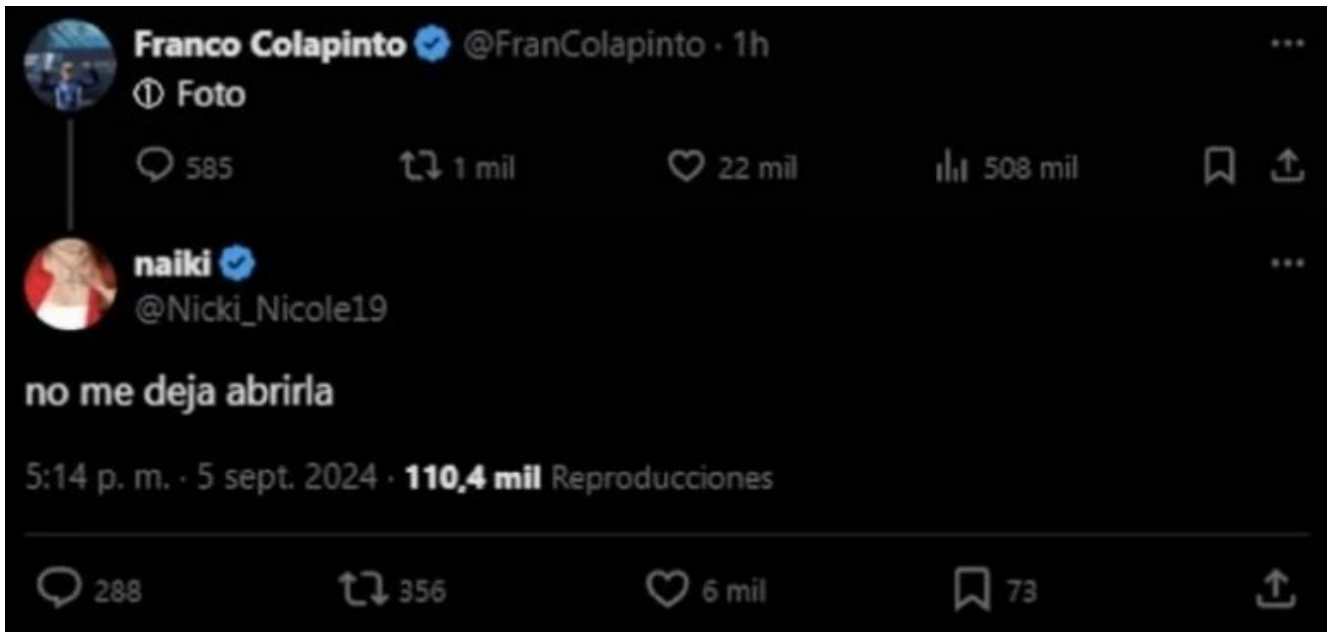 Franco Colapinto @FranColapinto · 1h
① Foto
585 1 mil 22 mil 508 mil
naiki
@Nicki_Nicole19
no me deja abrirla
5:14 p. m. · 5 sept. 2024 · 110,4 mil Reproducciones
288 356 6 mil 73